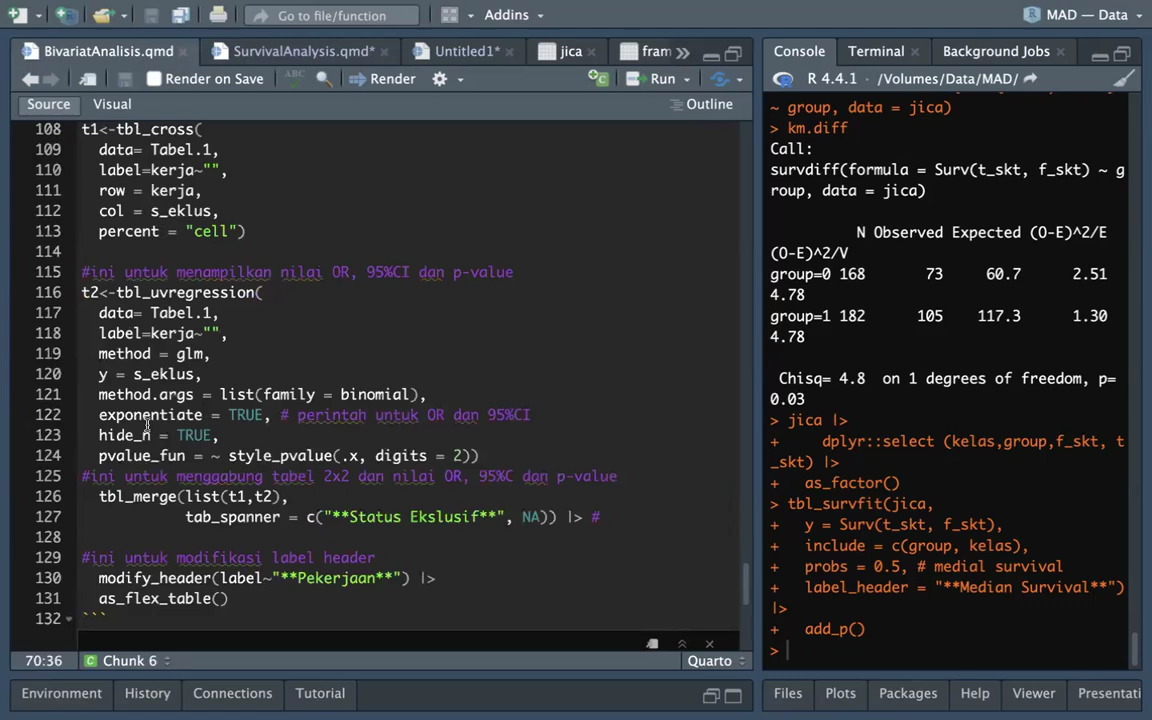 Go to file/function
Addins
MAD — Data
BivariatAnalisis.qmd
SurvivalAnalysis.qmd*
Untitled1*
jica
fram
Render on Save
ABC
Render
Run
Source
Visual
Outline
108 t1<-tbl_cross(
109 data= Tabel.1,
110 label=kerja~"",
111 row = kerja,
112 col = s_eklus,
113 percent = "cell")
114
115 #ini untuk menampilkan nilai OR, 95%CI dan p-value
116 t2<-tbl_uvregression(
117 data= Tabel.1,
118 label=kerja~"",
119 method = glm,
120 y = s_eklus,
121 method.args = list(family = binomial),
122 exponentiate = TRUE, # perintah untuk OR dan 95%CI
123 hide_n = TRUE,
124 pvalue_fun = ~ style_pvalue(.x, digits = 2))
125 #ini untuk menggabung tabel 2x2 dan nilai OR, 95%C dan p-value
126 tbl_merge(list(t1,t2),
127 tab_spanner = c("**Status Ekslusif**", NA)) |> #
128
129 #ini untuk modifikasi label header
130 modify_header(label~"**Pekerjaan**") |>
131 as_flex_table()
132 ```
70:36
Chunk 6
Quarto
Environment
History
Connections
Tutorial
Console
Terminal
Background Jobs
R 4.4.1 · /Volumes/Data/MAD/
~ group, data = jica)
> km.diff
Call:
survdiff(formula = Surv(t_skt, f_skt) ~ g
roup, data = jica)
N Observed Expected (O-E)^2/E
(O-E)^2/V
group=0 168 73 60.7 2.51
4.78
group=1 182 105 117.3 1.30
4.78
Chisq= 4.8 on 1 degrees of freedom, p=
0.03
> jica |>
+ dplyr::select (kelas,group,f_skt, t
_skt) |>
+ as_factor()
> tbl_survfit(jica,
+ y = Surv(t_skt, f_skt),
+ include = c(group, kelas),
+ probs = 0.5, # medial survival
+ label_header = "**Median Survival**")
|>
+ add_p()
>
Files
Plots
Packages
Help
Viewer
Presentati